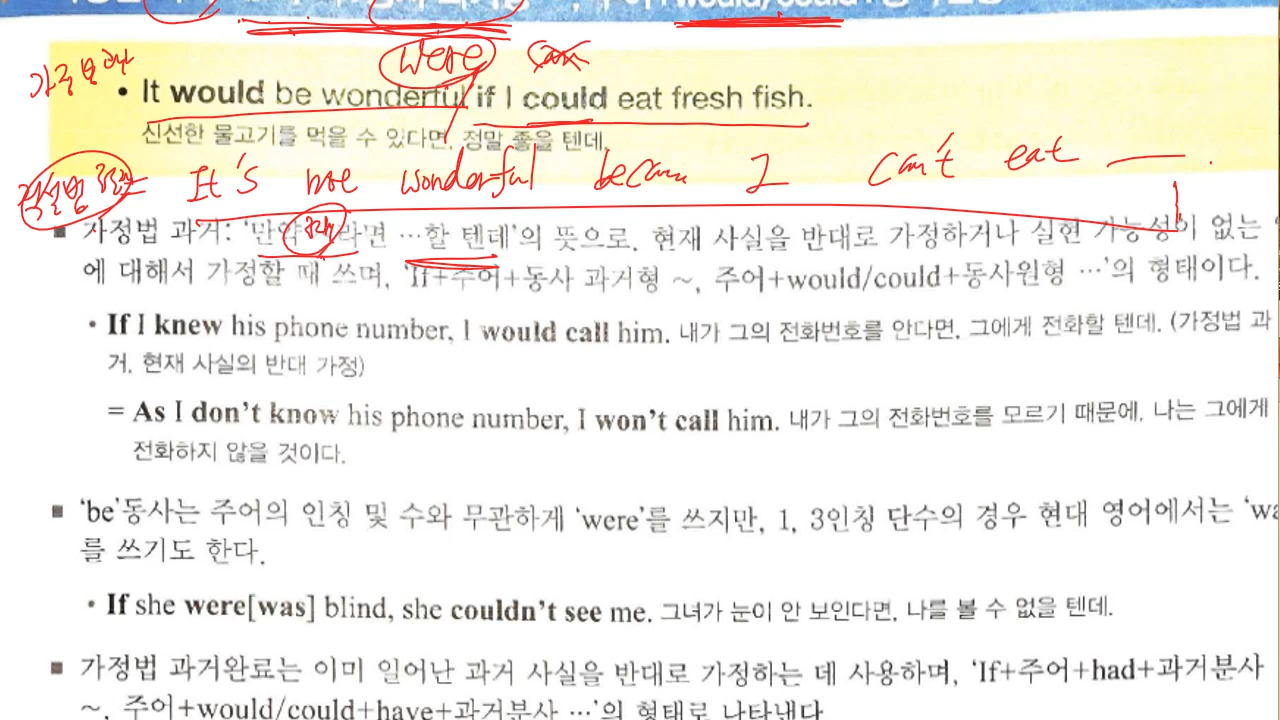 were
• It would be wonderful if I could eat fresh fish.
신선한 물고기를 먹을 수 있다면, 정말 좋을 텐데.
It's not wonderful because I can't eat
■ 가정법 과거: '만약 라면 …할 텐데'의 뜻으로, 현재 사실을 반대로 가정하거나 실현 가능성이 없는
에 대해서 가정할 때 쓰며, 'If+주어+동사 과거형 ~, 주어+would/could+동사원형 …'의 형태이다.
• If I knew his phone number, I would call him. 내가 그의 전화번호를 안다면, 그에게 전화할 텐데. (가정법 과
거, 현재 사실의 반대 가정)
= As I don't know his phone number, I won't call him. 내가 그의 전화번호를 모르기 때문에, 나는 그에게
전화하지 않을 것이다.
■ 'be'동사는 주어의 인칭 및 수와 무관하게 'were'를 쓰지만, 1, 3인칭 단수의 경우 현대 영어에서는 'wa
를 쓰기도 한다.
• If she were[was] blind, she couldn't see me. 그녀가 눈이 안 보인다면, 나를 볼 수 없을 텐데.
■ 가정법 과거완료는 이미 일어난 과거 사실을 반대로 가정하는 데 사용하며, 'If+주어+had+과거분사
~, 주어+would/could+have+과거분사 …'의 형태로 나타낸다